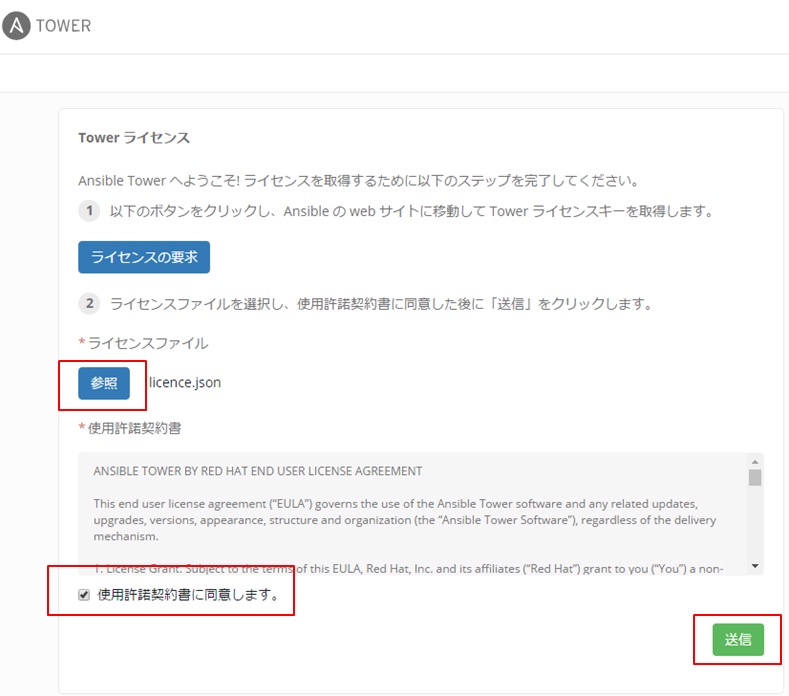 A TOWER
Tower ライセンス
Ansible Tower へようこそ! ライセンスを取得するために以下のステップを完了してください。
1 以下のボタンをクリックし、Ansible の web サイトに移動して Tower ライセンスキーを取得します。
ライセンスの要求
2 ライセンスファイルを選択し、使用許諾契約書に同意した後に「送信」をクリックします。
*ライセンスファイル
参照 licence.json
*使用許諾契約書
ANSIBLE TOWER BY RED HAT END USER LICENSE AGREEMENT
This end user license agreement (“EULA”) governs the use of the Ansible Tower software and any related updates,
upgrades, versions, appearance, structure and organization (the “Ansible Tower Software”), regardless of the delivery
mechanism.
1. License Grant. Subject to the terms of this EULA, Red Hat, Inc. and its affiliates (“Red Hat”) grant to you (“You”) a non-
使用許諾契約書に同意します。
送信